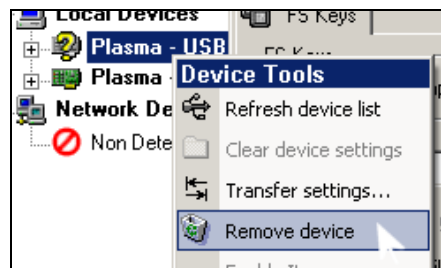 Local Devices
FS Keys
Plasma - USB
Plasma -
Device Tools
Network De
Refresh device list
Non Dete
Clear device settings
Transfer settings...
Remove device